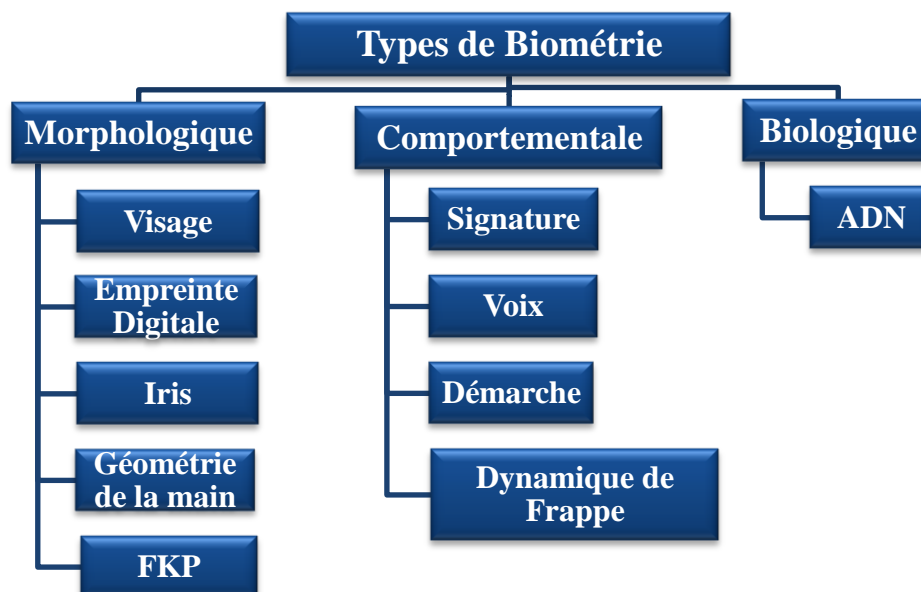 Types de Biométrie
Morphologique
Visage
Empreinte
Digitale
Iris
Géométrie
de la main
FKP
Comportementale
Signature
Voix
Démarche
Dynamique de
Frappe
Biologique
ADN